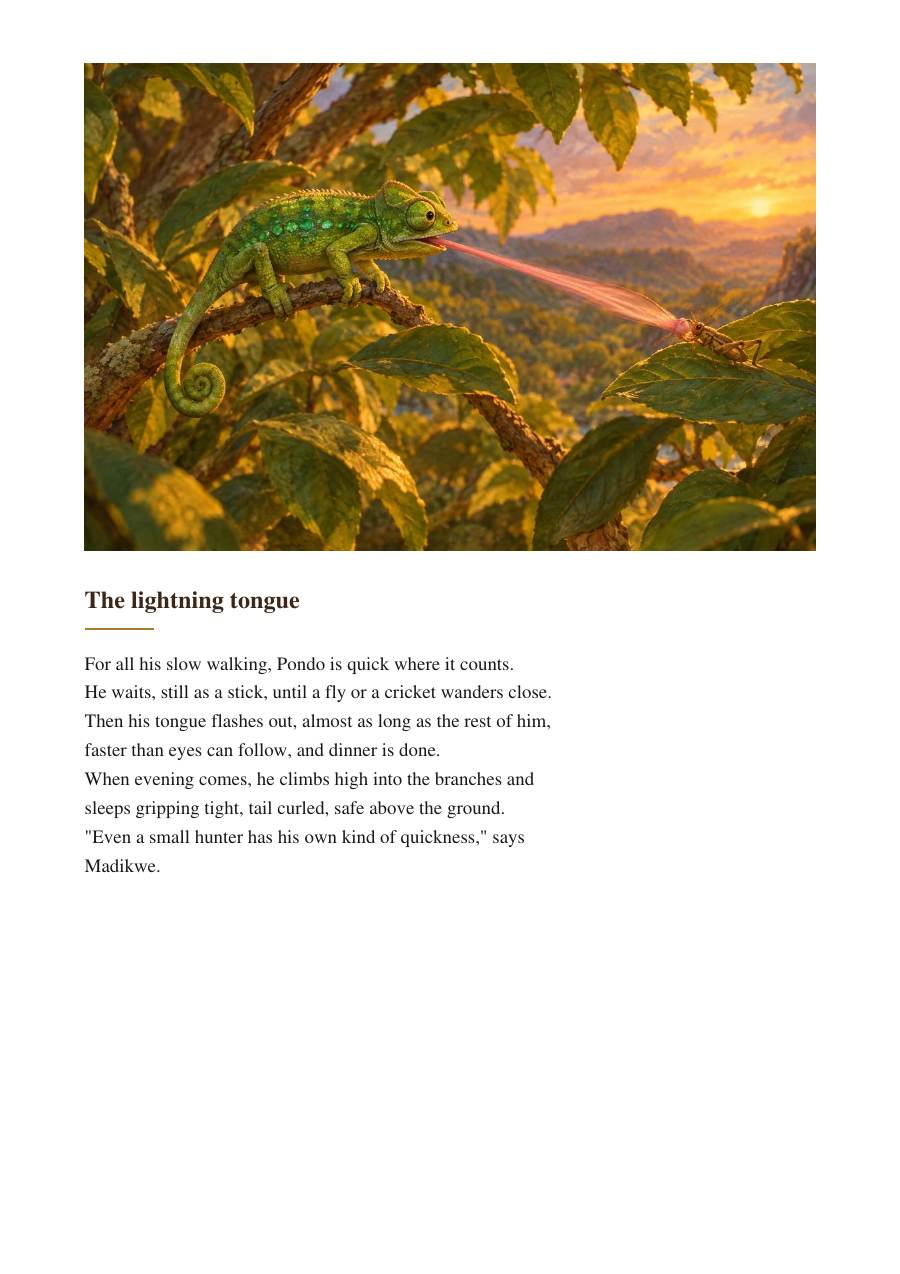 The lightning tongue
For all his slow walking, Pondo is quick where it counts.
He waits, still as a stick, until a fly or a cricket wanders close.
Then his tongue flashes out, almost as long as the rest of him,
faster than eyes can follow, and dinner is done.
When evening comes, he climbs high into the branches and
sleeps gripping tight, tail curled, safe above the ground.
"Even a small hunter has his own kind of quickness," says
Madikwe.